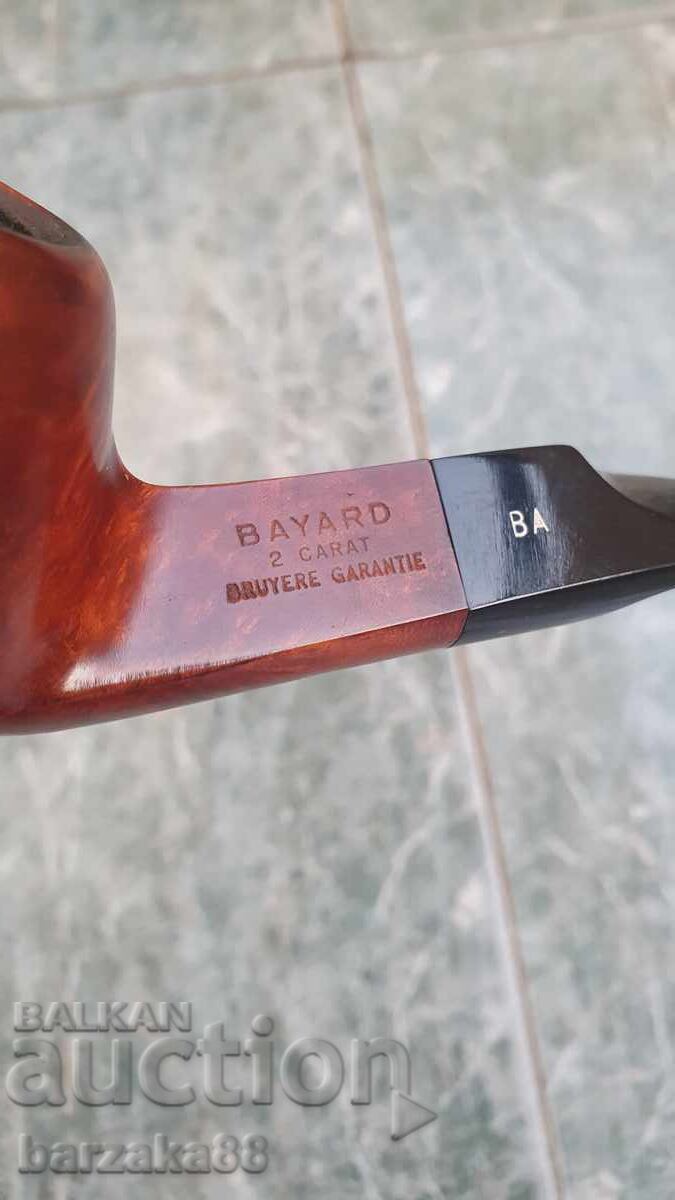 BAYARD
2 CARAT
BRUYERE GARANTIE
BA
BALKAN
auction
barzaka88